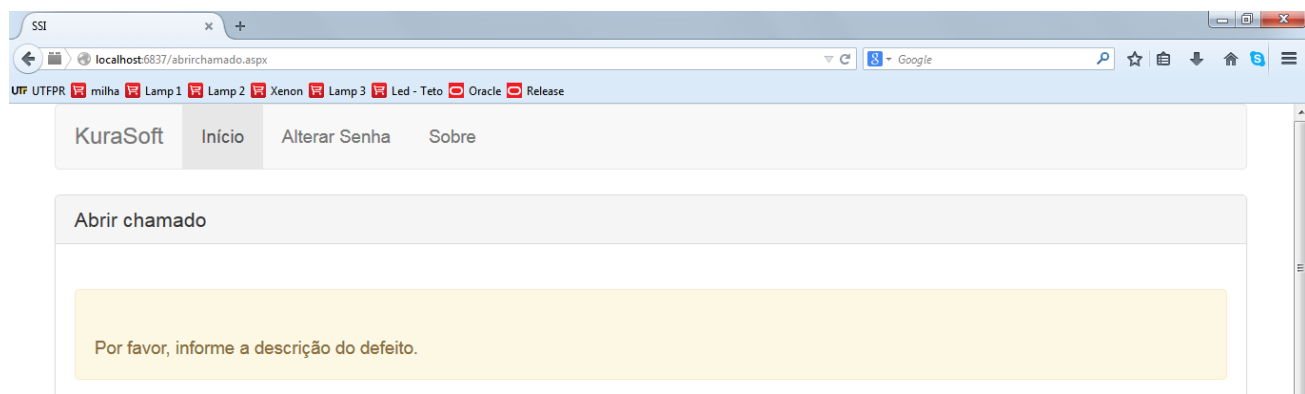 SSI
localhost:6837/abrirchamado.aspx Google
UTF UTFPR milha Lamp 1 Lamp 2 Xenon Lamp 3 Led - Teto Oracle Release
KuraSoft Início Alterar Senha Sobre
Abrir chamado
Por favor, informe a descrição do defeito.